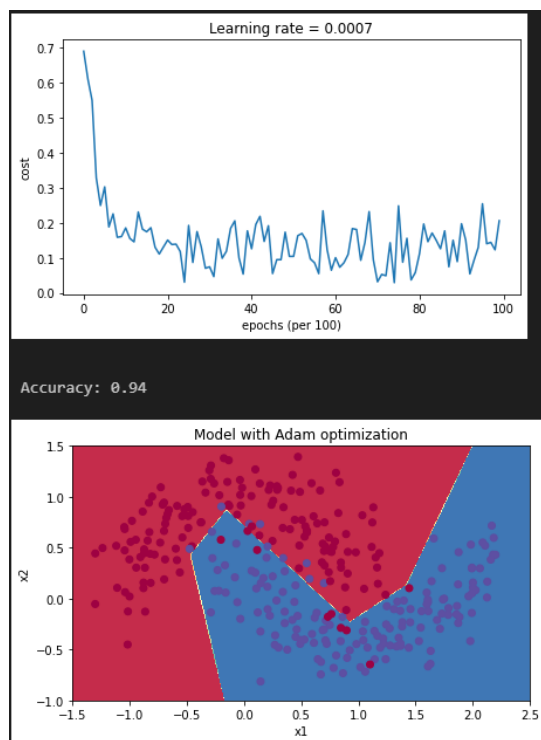 Learning rate = 0.0007
0.7
0.6
0.5
0.4
0.3
0.2
0.1
0.0
cost
0 20 40 60 80 100
epochs (per 100)
Accuracy: 0.94
Model with Adam optimization
1.5
1.0
0.5
0.0
−0.5
−1.0
x2
−1.5 −1.0 −0.5 0.0 0.5 1.0 1.5 2.0 2.5
x1